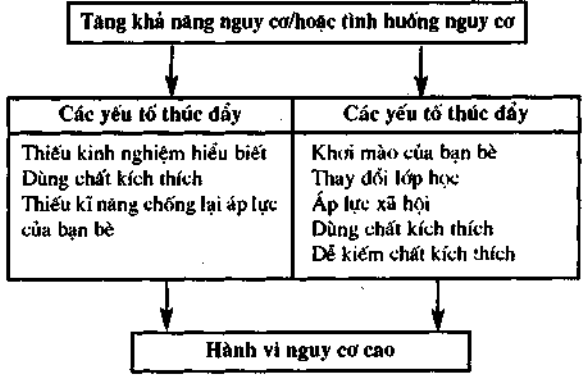 Tăng khả năng nguy cơ/hoặc tình huống nguy cơ
Các yếu tố thúc đẩy
Thiếu kinh nghiệm hiểu biết
Dùng chất kích thích
Thiếu kĩ năng chống lại áp lực
của bạn bè
Các yếu tố thúc đẩy
Khơi mào của bạn bè
Thay đổi lớp học
Áp lực xã hội
Dùng chất kích thích
Dễ kiếm chất kích thích
Hành vi nguy cơ cao